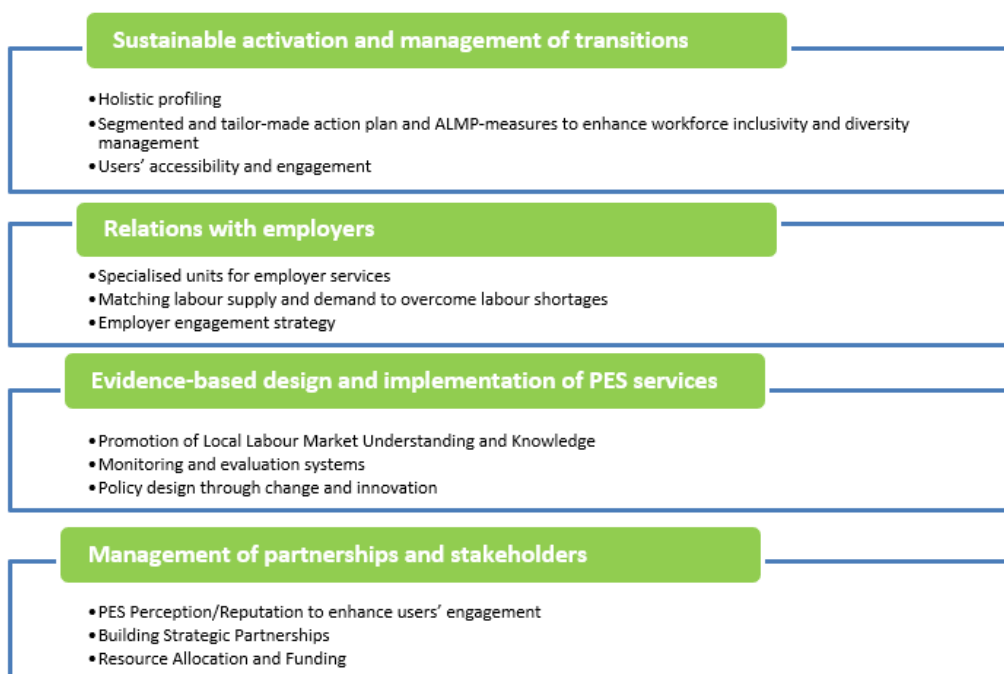 Sustainable activation and management of transitions
•Holistic profiling
•Segmented and tailor-made action plan and ALMP-measures to enhance workforce inclusivity and diversity
management
•Users’ accessibility and engagement
Relations with employers
•Specialised units for employer services
•Matching labour supply and demand to overcome labour shortages
•Employer engagement strategy
Evidence-based design and implementation of PES services
•Promotion of Local Labour Market Understanding and Knowledge
•Monitoring and evaluation systems
•Policy design through change and innovation
Management of partnerships and stakeholders
•PES Perception/Reputation to enhance users’ engagement
•Building Strategic Partnerships
•Resource Allocation and Funding